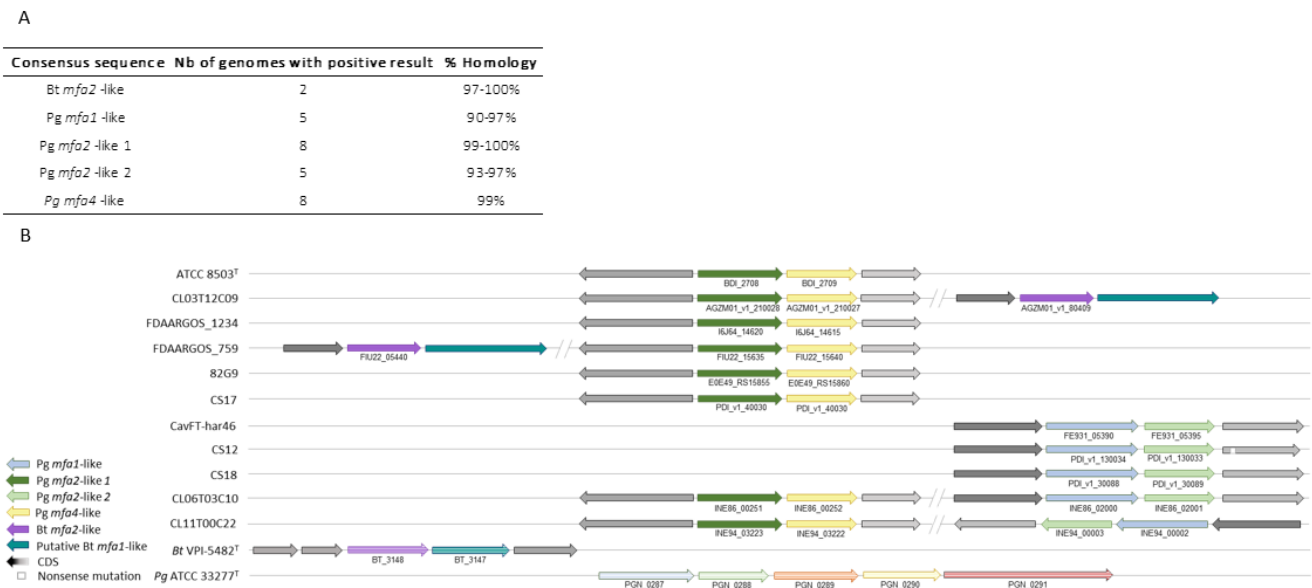 A
Consensus sequence Nb of genomes with positive result % Homology
Bt mfa2 -like 2 97-100%
Pg mfa1 -like 5 90-97%
Pg mfa2 -like 1 8 99-100%
Pg mfa2 -like 2 5 93-97%
Pg mfa4 -like 8 99%
B
ATCC 8503T
BDI_2708 BDI_2709
CL03T12C09
AGZM01_v1_210028 AGZM01_v1_210027 AGZM01_v1_80409
FDAARGOS_1234
I6J64_14620 I6J64_14615
FDAARGOS_759
FIU22_05440 FIU22_15635 FIU22_15640
82G9
E0E49_RS15855 E0E49_RS15860
CS17
PDI_v1_40030 PDI_v1_40030
CavFT-har46
FE931_05390 FE931_05395
CS12
PDI_v1_130034 PDI_v1_130033
CS18
PDI_v1_30088 PDI_v1_30089
CL06T03C10
INE86_00251 INE86_00252 INE86_02000 INE86_02001
CL11T00C22
INE94_03223 INE94_03222 INE94_00003 INE94_00002
Bt VPI-5482T
BT_3148 BT_3147
Pg ATCC 33277T
PGN_0287 PGN_0288 PGN_0289 PGN_0290 PGN_0291
Pg mfa1-like
Pg mfa2-like 1
Pg mfa2-like 2
Pg mfa4-like
Bt mfa2-like
Putative Bt mfa1-like
CDS
Nonsense mutation